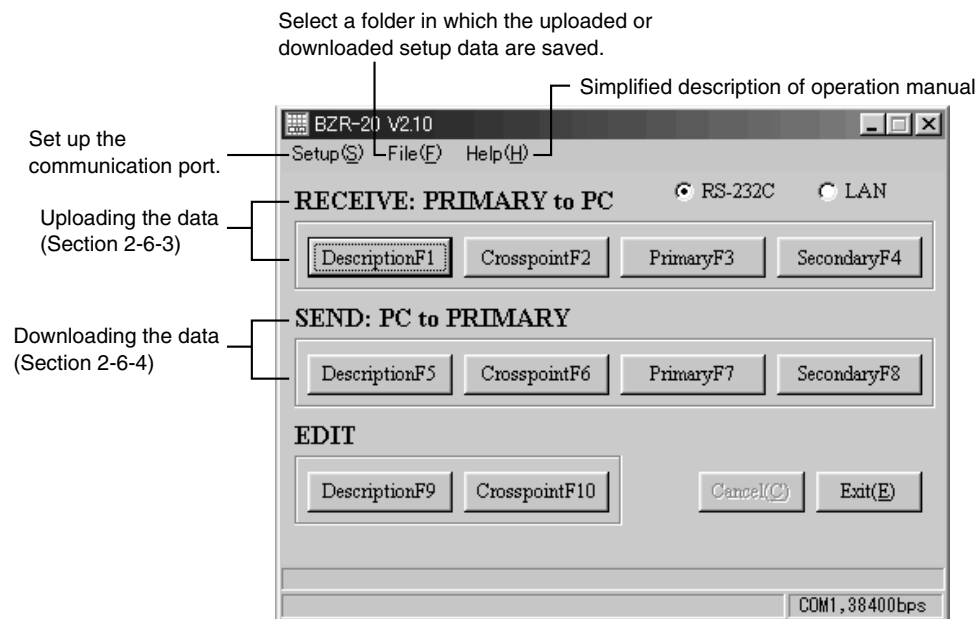 Select a folder in which the uploaded or
downloaded setup data are saved.
Simplified description of operation manual
BZR-20 V2.10
Set up the
communication port.
Setup(S) File(F) Help(H)
RECEIVE: PRIMARY to PC
RS-232C LAN
Uploading the data
(Section 2-6-3)
DescriptionF1 CrosspointF2 PrimaryF3 SecondaryF4
SEND: PC to PRIMARY
Downloading the data
(Section 2-6-4)
DescriptionF5 CrosspointF6 PrimaryF7 SecondaryF8
EDIT
DescriptionF9 CrosspointF10 Cancel(C) Exit(E)
COM1,38400bps